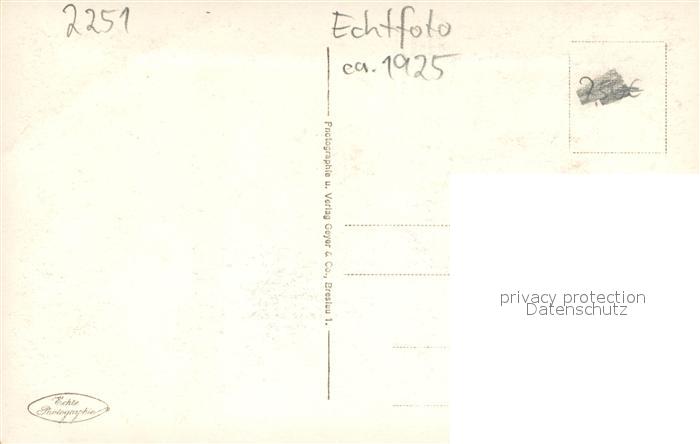 2251
Echtfoto
ca. 1925
Photographie u. Verlag Geyer & Co., Breslau 1.
privacy protection
Datenschutz
Echte
Photographie